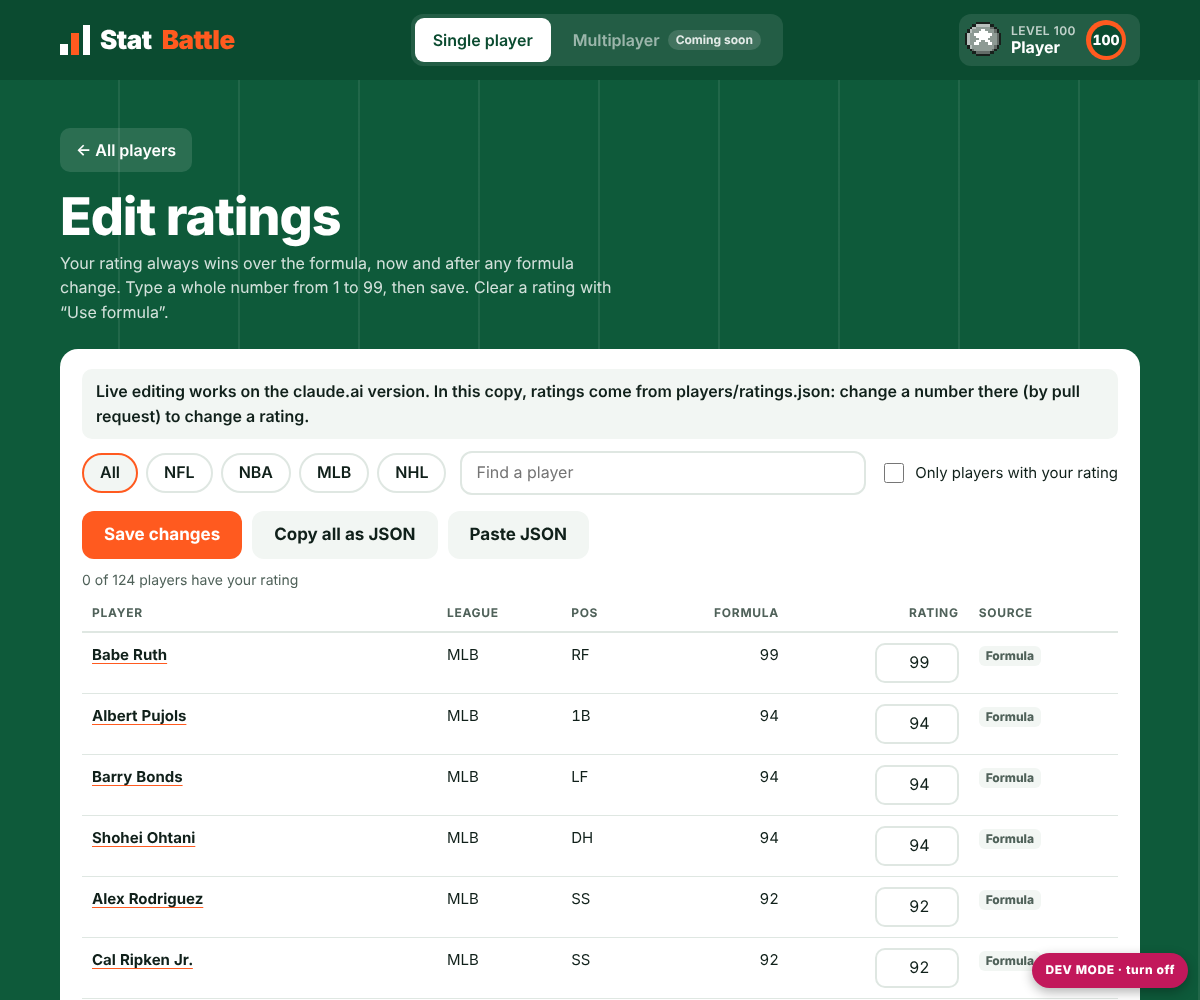 Stat Battle
Single player
Multiplayer Coming soon
LEVEL 100
Player
100
← All players
Edit ratings
Your rating always wins over the formula, now and after any formula
change. Type a whole number from 1 to 99, then save. Clear a rating with
“Use formula”.
Live editing works on the claude.ai version. In this copy, ratings come from players/ratings.json: change a number there (by pull
request) to change a rating.
All NFL NBA MLB NHL Find a player Only players with your rating
Save changes Copy all as JSON Paste JSON
0 of 124 players have your rating
PLAYER LEAGUE POS FORMULA RATING SOURCE
Babe Ruth MLB RF 99 99 Formula
Albert Pujols MLB 1B 94 94 Formula
Barry Bonds MLB LF 94 94 Formula
Shohei Ohtani MLB DH 94 94 Formula
Alex Rodriguez MLB SS 92 92 Formula
Cal Ripken Jr. MLB SS 92 92 Formula
DEV MODE · turn off